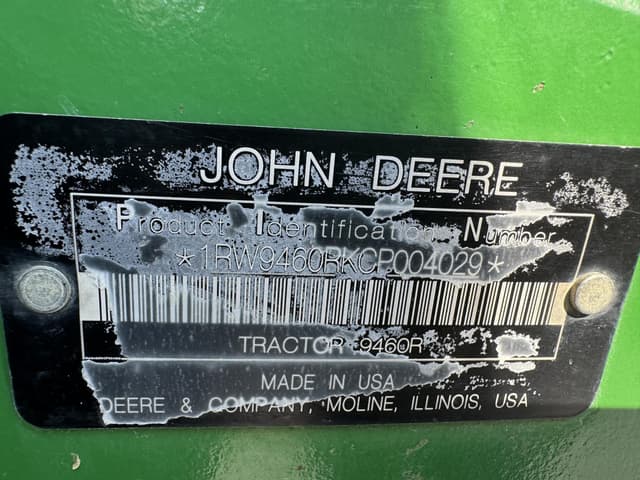 JOHN DEERE
Product Identification Number
*1RW9460RKCP004029*
TRACTOR 9460R
MADE IN USA
DEERE & COMPANY, MOLINE, ILLINOIS, USA